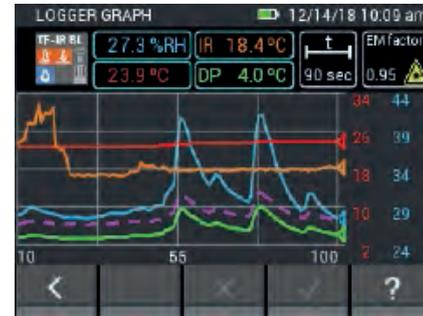 LOGGER GRAPH 12/14/18 10:09 am
TF-IR BL 27.3 %RH IR 18.4 °C t EM factor
23.9 °C DP 4.0 °C 90 sec 0.95
34 44
26 39
18 34
10 29
10 55 100 2 24
?